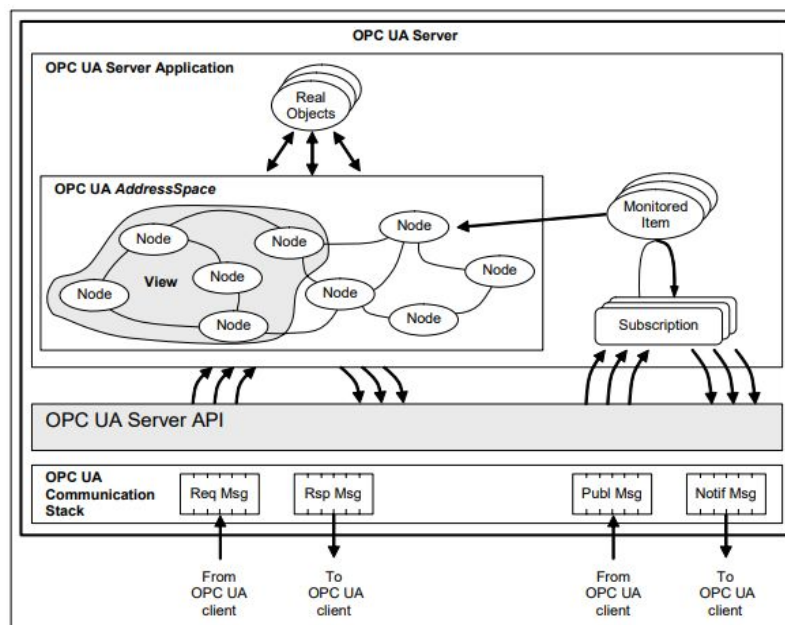 OPC UA Server
OPC UA Server Application
Real
Objects
OPC UA AddressSpace
Node
Node
Node
View
Node
Node
Node
Node
Node
Node
Monitored
Item
Subscription
OPC UA Server API
OPC UA
Communication
Stack
Req Msg
Rsp Msg
Publ Msg
Notif Msg
From
OPC UA
client
To
OPC UA
client
From
OPC UA
client
To
OPC UA
client